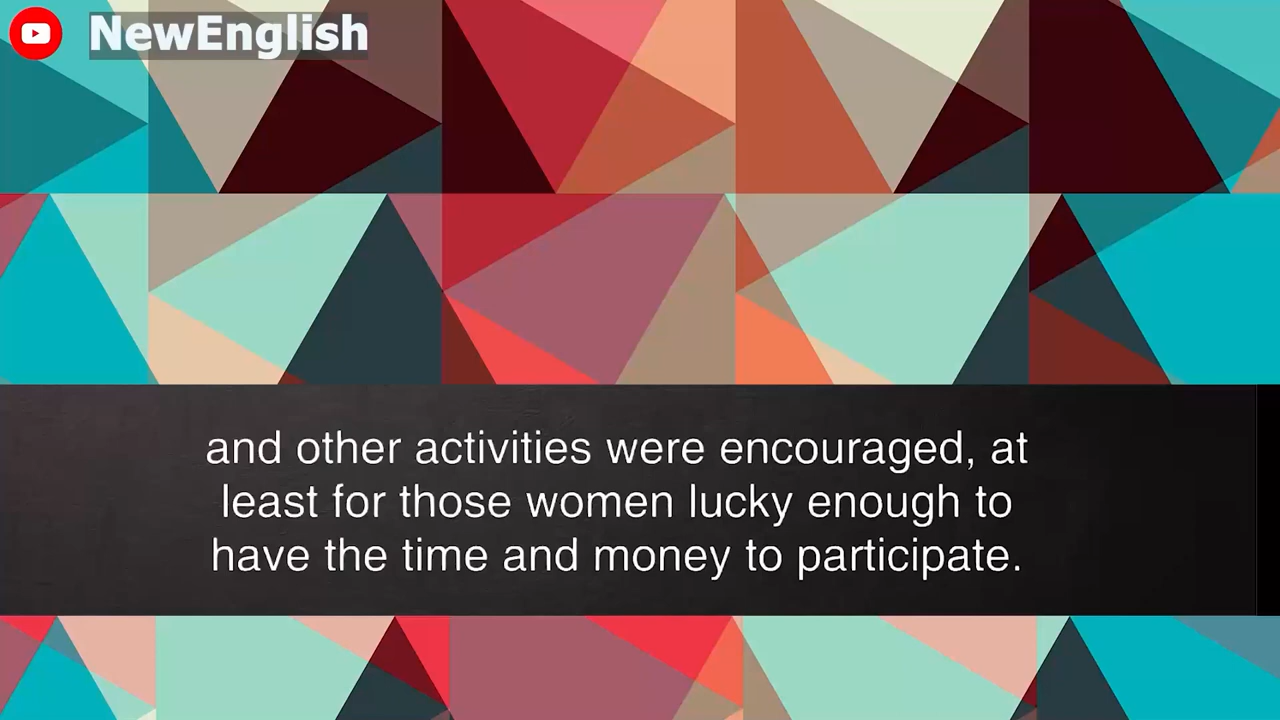 NewEnglish
and other activities were encouraged, at
least for those women lucky enough to
have the time and money to participate.